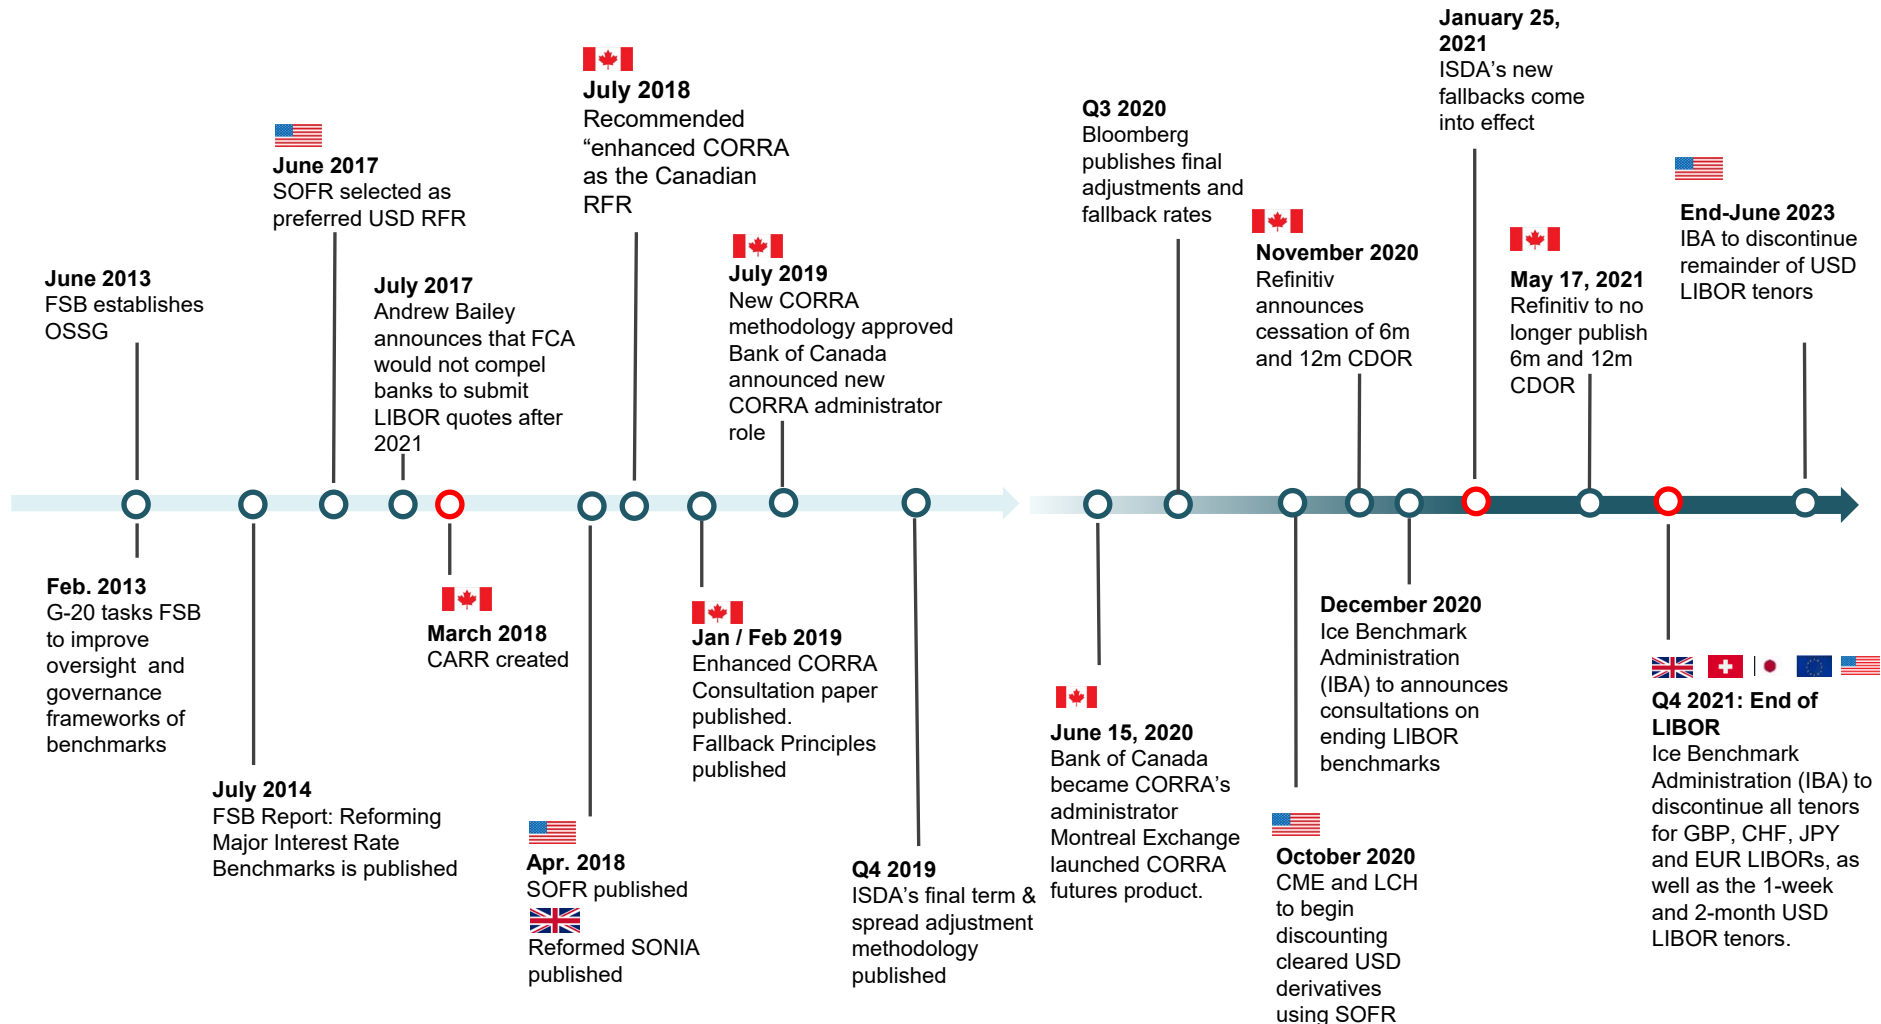 June 2013
FSB establishes
OSSG
Feb. 2013
G-20 tasks FSB
to improve
oversight and
governance
frameworks of
benchmarks
July 2014
FSB Report: Reforming
Major Interest Rate
Benchmarks is published
June 2017
SOFR selected as
preferred USD RFR
July 2017
Andrew Bailey
announces that FCA
would not compel
banks to submit
LIBOR quotes after
2021
March 2018
CARR created
Apr. 2018
SOFR published
Reformed SONIA
published
July 2018
Recommended
“enhanced CORRA
as the Canadian
RFR
Jan / Feb 2019
Enhanced CORRA
Consultation paper
published.
Fallback Principles
published
July 2019
New CORRA
methodology approved
Bank of Canada
announced new
CORRA administrator
role
Q4 2019
ISDA’s final term &
spread adjustment
methodology
published
June 15, 2020
Bank of Canada
became CORRA’s
administrator
Montreal Exchange
launched CORRA
futures product.
Q3 2020
Bloomberg
publishes final
adjustments and
fallback rates
October 2020
CME and LCH
to begin
discounting
cleared USD
derivatives
using SOFR
November 2020
Refinitiv
announces
cessation of 6m
and 12m CDOR
December 2020
Ice Benchmark
Administration
(IBA) to announces
consultations on
ending LIBOR
benchmarks
January 25,
2021
ISDA’s new
fallbacks come
into effect
May 17, 2021
Refinitiv to no
longer publish
6m and 12m
CDOR
Q4 2021: End of
LIBOR
Ice Benchmark
Administration (IBA) to
discontinue all tenors
for GBP, CHF, JPY
and EUR LIBORs, as
well as the 1-week
and 2-month USD
LIBOR tenors.
End-June 2023
IBA to discontinue
remainder of USD
LIBOR tenors